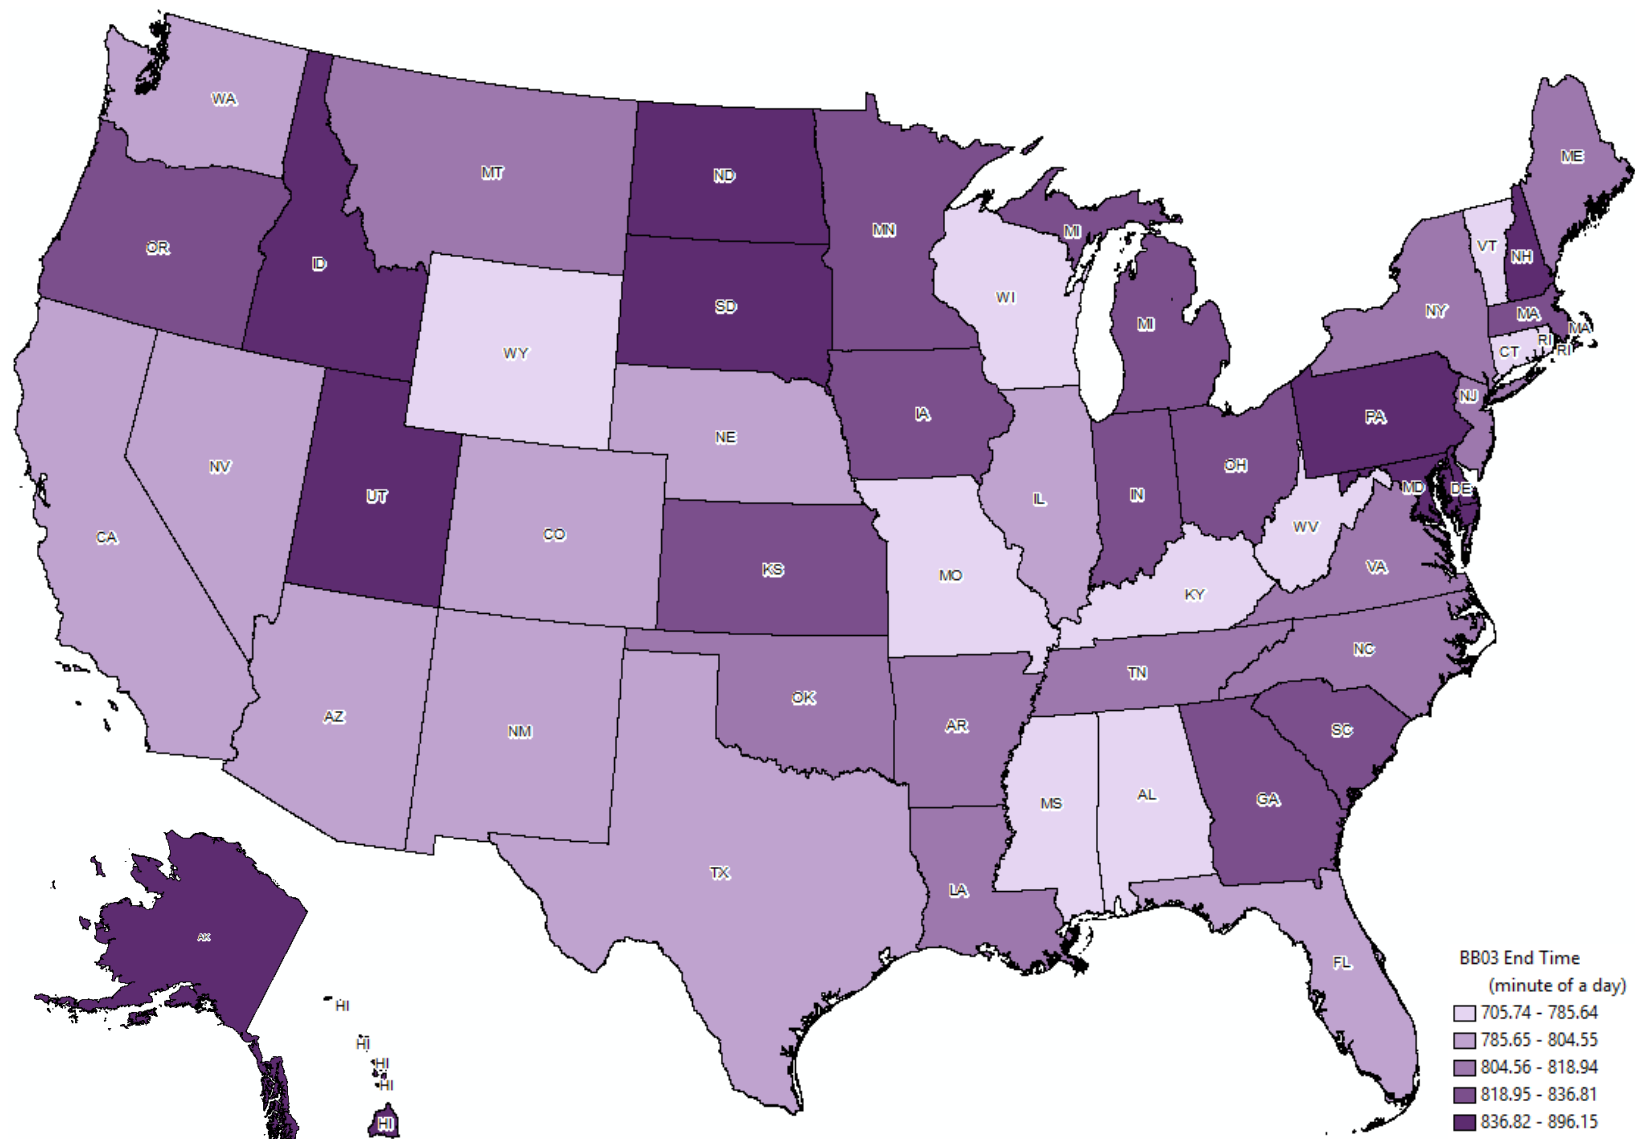 WA
ME
MT
ND
MN
MI
VT
NH
OR
ID
WI
SD
NY
MA
MA
MI
RI
RI
CT
WY
NJ
IA
PA
NE
OH
NV
UT
IL
IN
MD
DE
CO
WV
CA
KS
MO
VA
KY
NC
TN
OK
AZ
NM
AR
SC
MS
AL
GA
TX
LA
AK
FL
HI
HI
HI
HI
HI
BB03 End Time
(minute of a day)
705.74 - 785.64
785.65 - 804.55
804.56 - 818.94
818.95 - 836.81
836.82 - 896.15